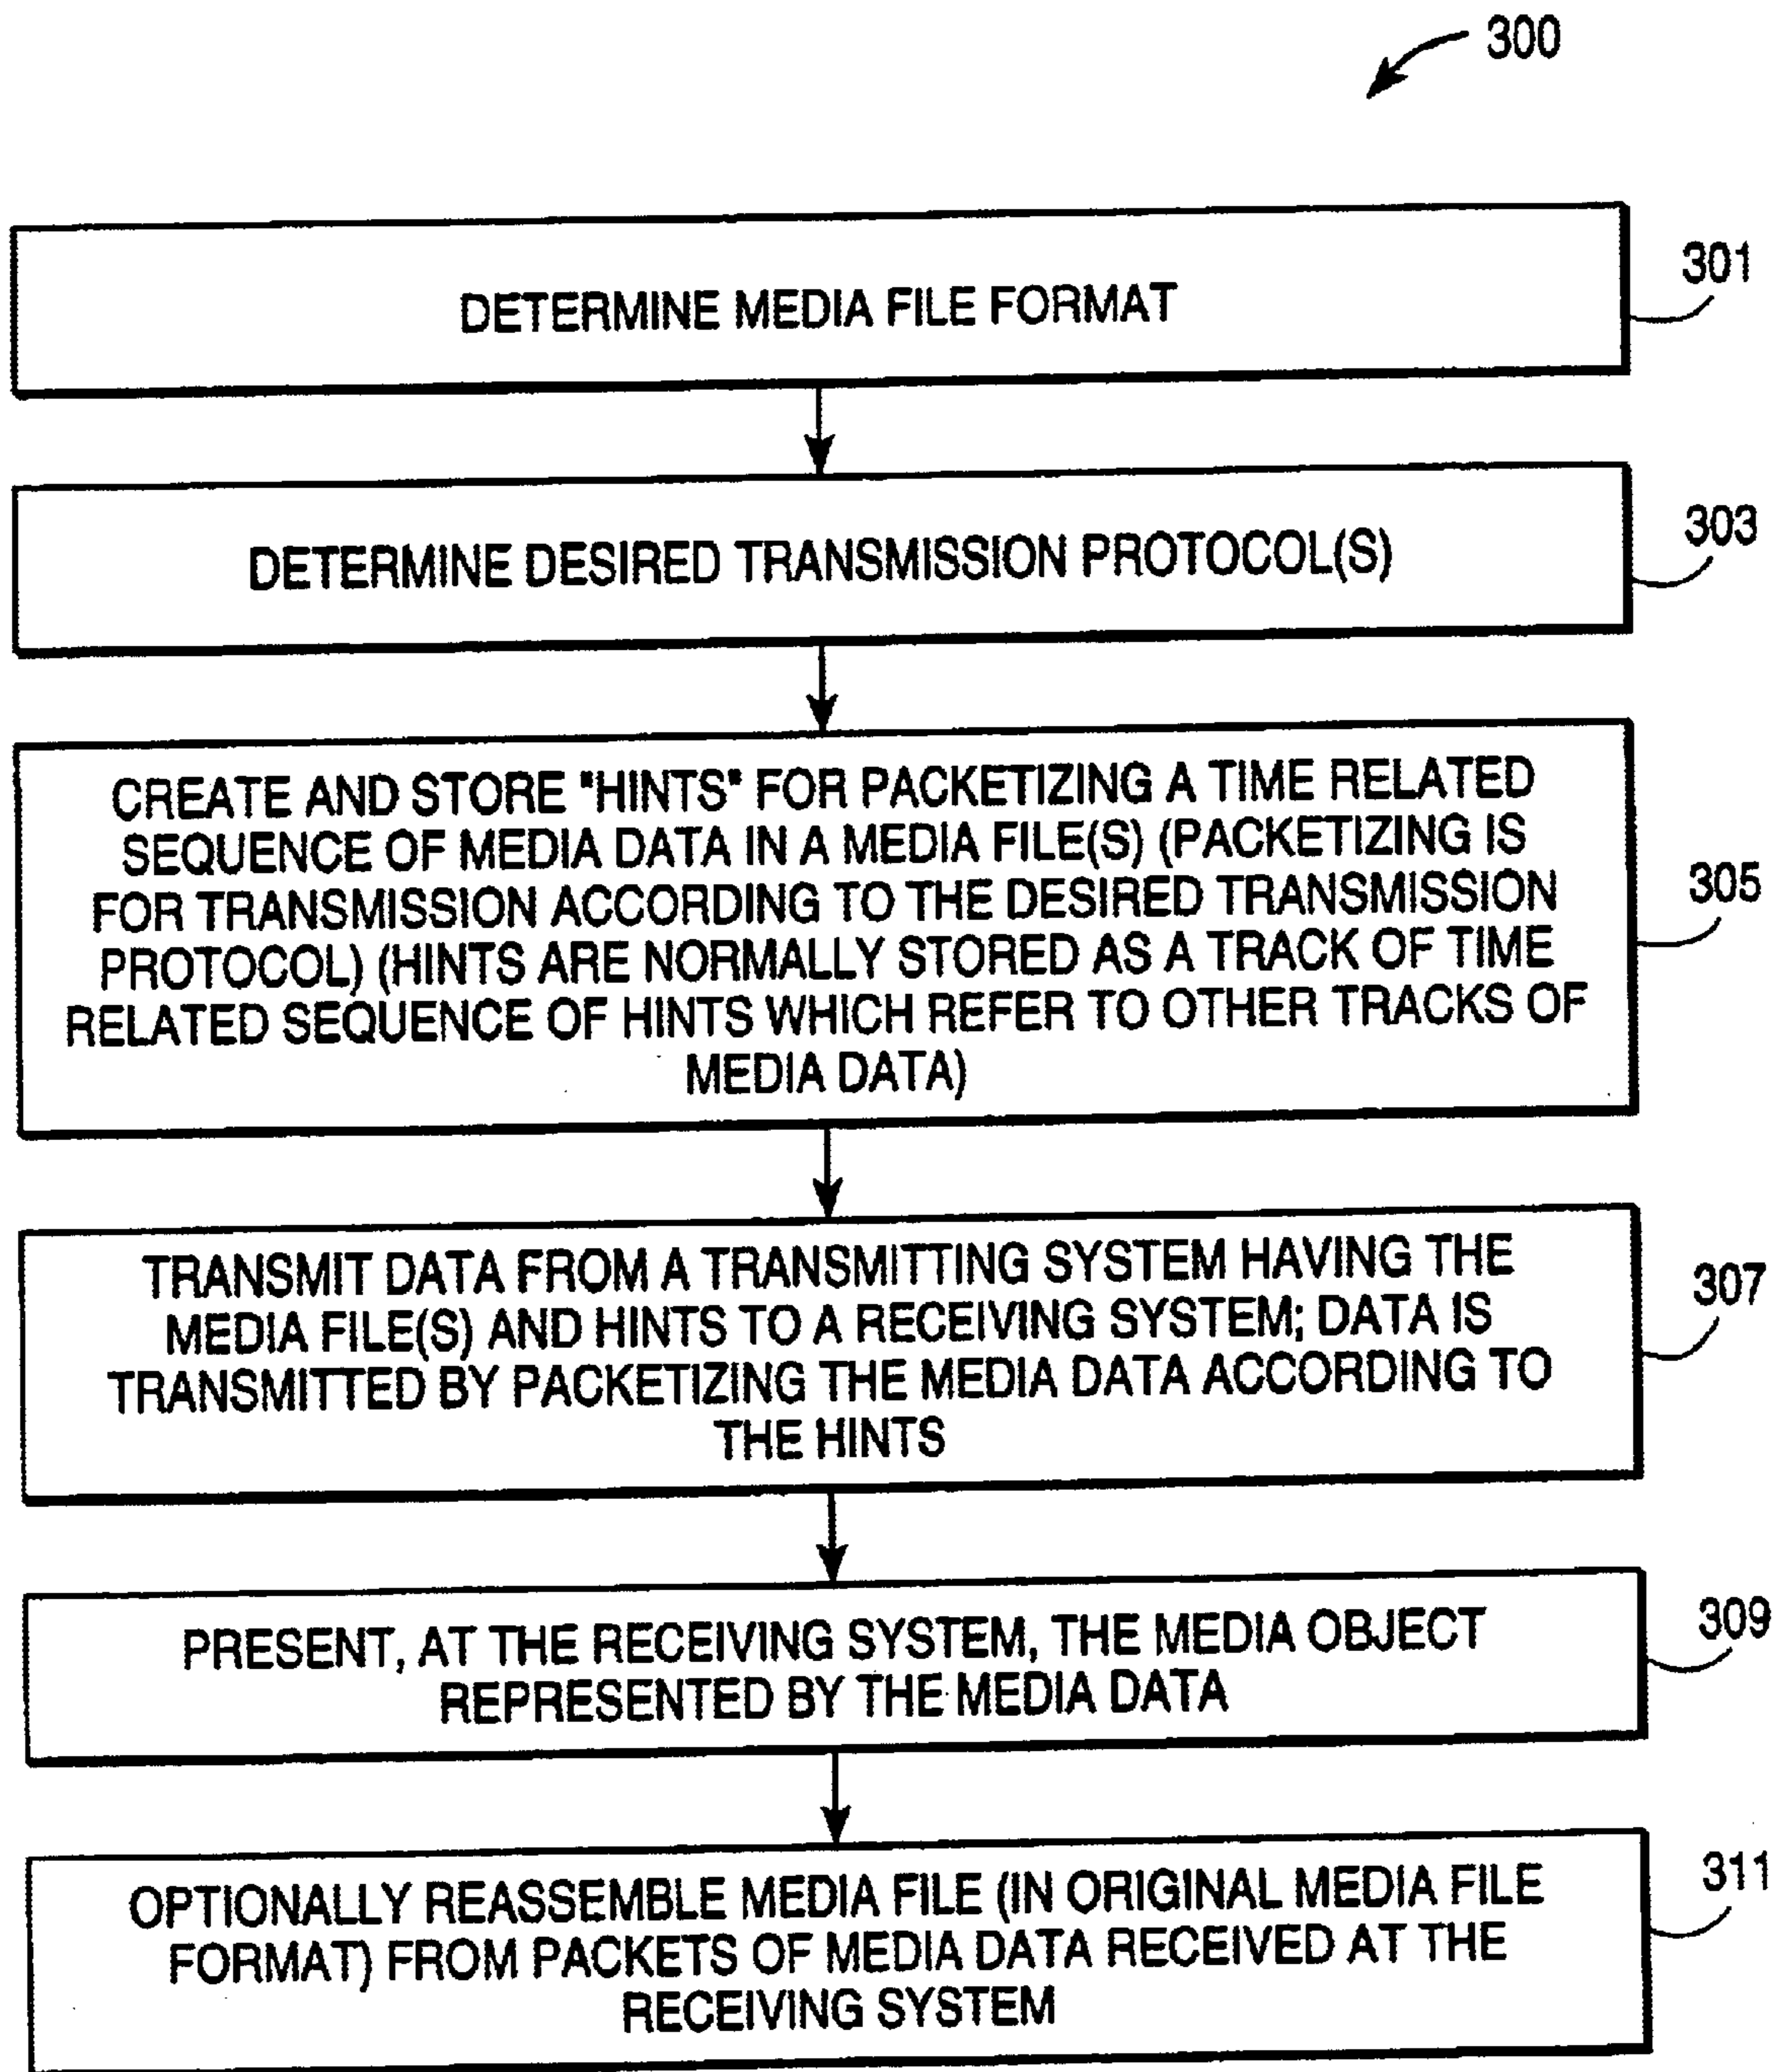 300
DETERMINE MEDIA FILE FORMAT
301
DETERMINE DESIRED TRANSMISSION PROTOCOL(S)
303
CREATE AND STORE "HINTS" FOR PACKETIZING A TIME RELATED
SEQUENCE OF MEDIA DATA IN A MEDIA FILE(S) (PACKETIZING IS
FOR TRANSMISSION ACCORDING TO THE DESIRED TRANSMISSION
PROTOCOL) (HINTS ARE NORMALLY STORED AS A TRACK OF TIME
RELATED SEQUENCE OF HINTS WHICH REFER TO OTHER TRACKS OF
MEDIA DATA)
305
TRANSMIT DATA FROM A TRANSMITTING SYSTEM HAVING THE
MEDIA FILE(S) AND HINTS TO A RECEIVING SYSTEM; DATA IS
TRANSMITTED BY PACKETIZING THE MEDIA DATA ACCORDING TO
THE HINTS
307
PRESENT, AT THE RECEIVING SYSTEM, THE MEDIA OBJECT
REPRESENTED BY THE MEDIA DATA
309
OPTIONALLY REASSEMBLE MEDIA FILE (IN ORIGINAL MEDIA FILE
FORMAT) FROM PACKETS OF MEDIA DATA RECEIVED AT THE
RECEIVING SYSTEM
311